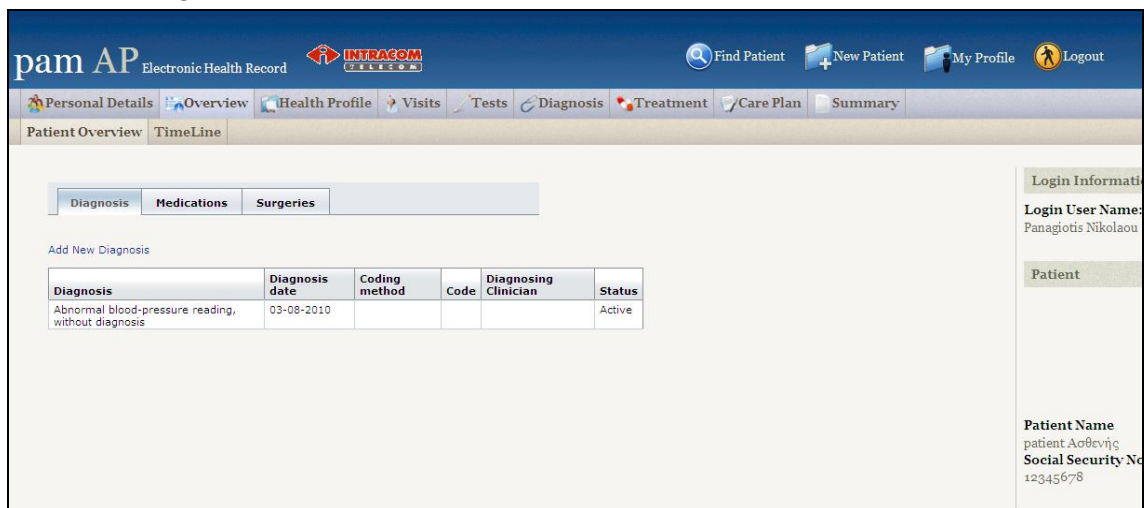 pam AP Electronic Health Record INTRACOM TELECOM Find Patient New Patient My Profile Logout
Personal Details Overview Health Profile Visits Tests Diagnosis Treatment Care Plan Summary
Patient Overview TimeLine
Diagnosis Medications Surgeries
Add New Diagnosis
Diagnosis Diagnosis date Coding method Code Diagnosing Clinician Status
Abnormal blood-pressure reading, without diagnosis 03-08-2010 Active
Login Informati
Login User Name:
Panagiotis Nikolaou
Patient
Patient Name
patient Ασθενής
Social Security No
12345678